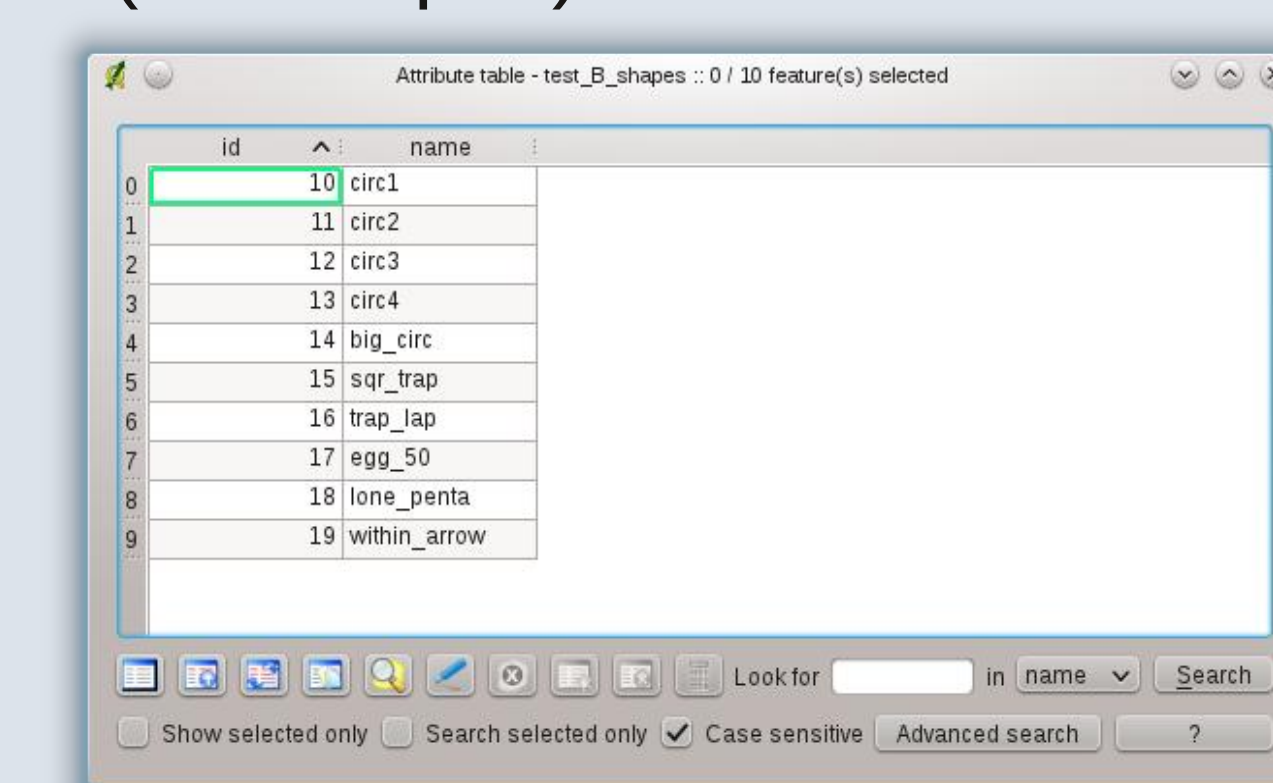 Attribute table - test_B_shapes :: 0 / 10 feature(s) selected
id name
0 10 circ1
1 11 circ2
2 12 circ3
3 13 circ4
4 14 big_circ
5 15 sqr_trap
6 16 trap_lap
7 17 egg_50
8 18 lone_penta
9 19 within_arrow
Look for in name Search
Show selected only Search selected only Case sensitive Advanced search ?